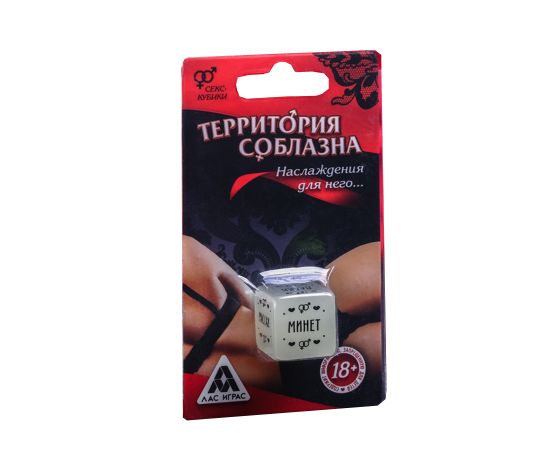 СЕКС-
КУБИКИ
ТЕРРИТОРИЯ
СОБЛАЗНА
Наслаждения
для него...
МИНЕТ
18+
ЛАС ИГРАС